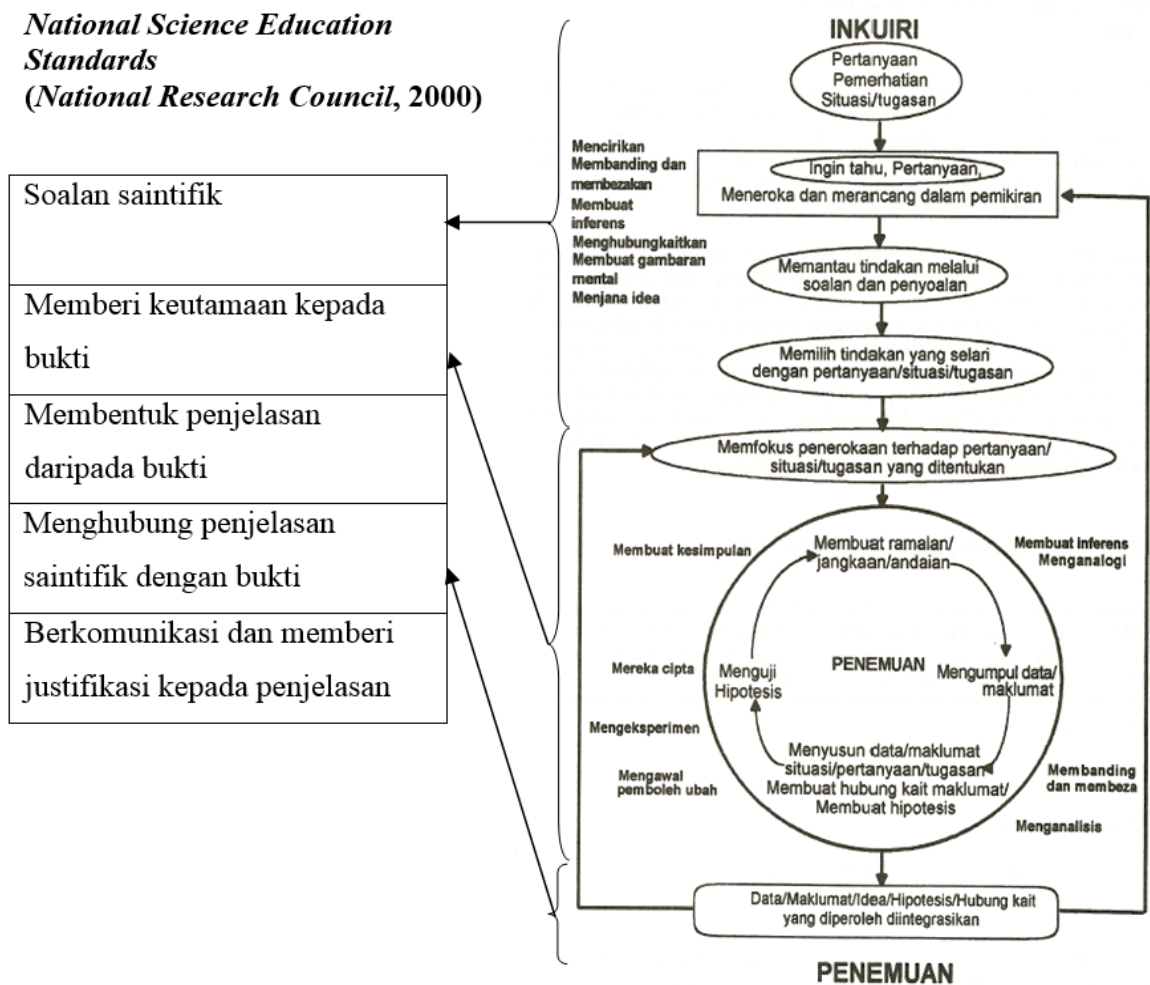 National Science Education
Standards
(National Research Council, 2000)
Soalan saintifik
Memberi keutamaan kepada
bukti
Membentuk penjelasan
daripada bukti
Menghubung penjelasan
saintifik dengan bukti
Berkomunikasi dan memberi
justifikasi kepada penjelasan
INKUIRI
Pertanyaan
Pemerhatian
Situasi/tugasan
Mencirikan
Membanding dan
membezakan
Membuat
inferens
Menghubungkaitkan
Membuat gambaran
mental
Menjana idea
Ingin tahu, Pertanyaan,
Meneroka dan merancang dalam pemikiran
Memantau tindakan melalui
soalan dan penyoalan
Memilih tindakan yang selari
dengan pertanyaan/situasi/tugasan
Memfokus penerokaan terhadap pertanyaan/
situasi/tugasan yang ditentukan
Membuat kesimpulan
Membuat ramalan/
jangkaan/andaian
Membuat inferens
Menganalogi
Mereka cipta
Menguji
Hipotesis
PENEMUAN
Mengumpul data/
maklumat
Mengeksperimen
Menyusun data/maklumat
situasi/pertanyaan/tugasan
Membuat hubung kait maklumat/
Membuat hipotesis
Mengawal
pemboleh ubah
Membanding
dan membeza
Menganalisis
Data/Maklumat/Idea/Hipotesis/Hubung kait
yang diperoleh diintegrasikan
PENEMUAN